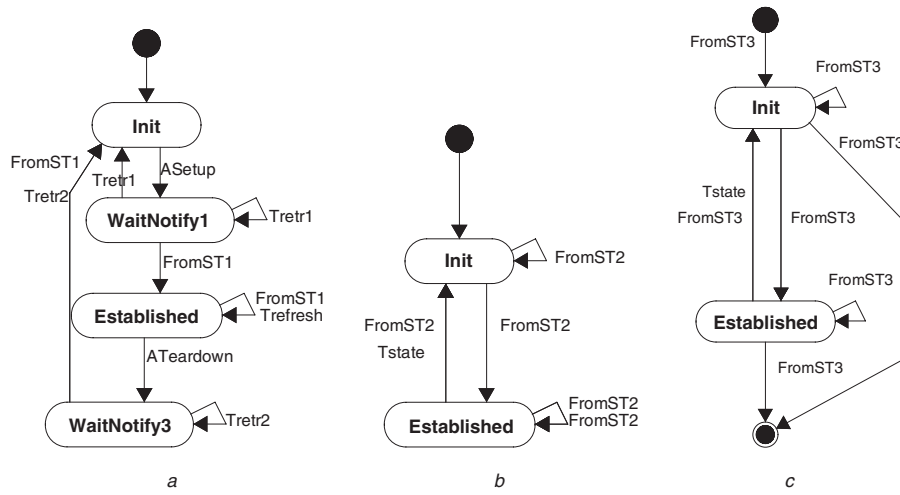 Init
FromST1
ASetup
Tretr2
Tretr1
WaitNotify1
Tretr1
FromST1
Established
FromST1
Trefresh
ATeardown
WaitNotify3
Tretr2
a
Init
FromST2
FromST2
Tstate
FromST2
Established
FromST2
FromST2
b
FromST3
FromST3
Init
FromST3
Tstate
FromST3
FromST3
FromST3
Established
FromST3
c